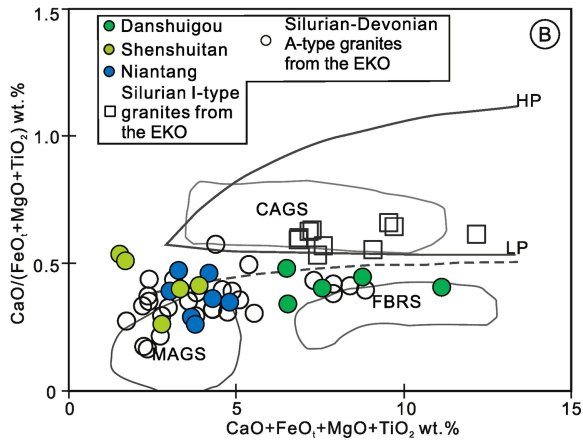 1.5
1.0
0.5
0
CaO/(FeOt+MgO+TiO2) wt.%
Danshuigou
Shenshuitan
Niantang
Silurian I-type
granites from
the EKO
Silurian-Devonian
A-type granites
from the EKO
B
HP
CAGS
LP
FBRS
MAGS
0
5
10
15
CaO+FeOt+MgO+TiO2 wt.%